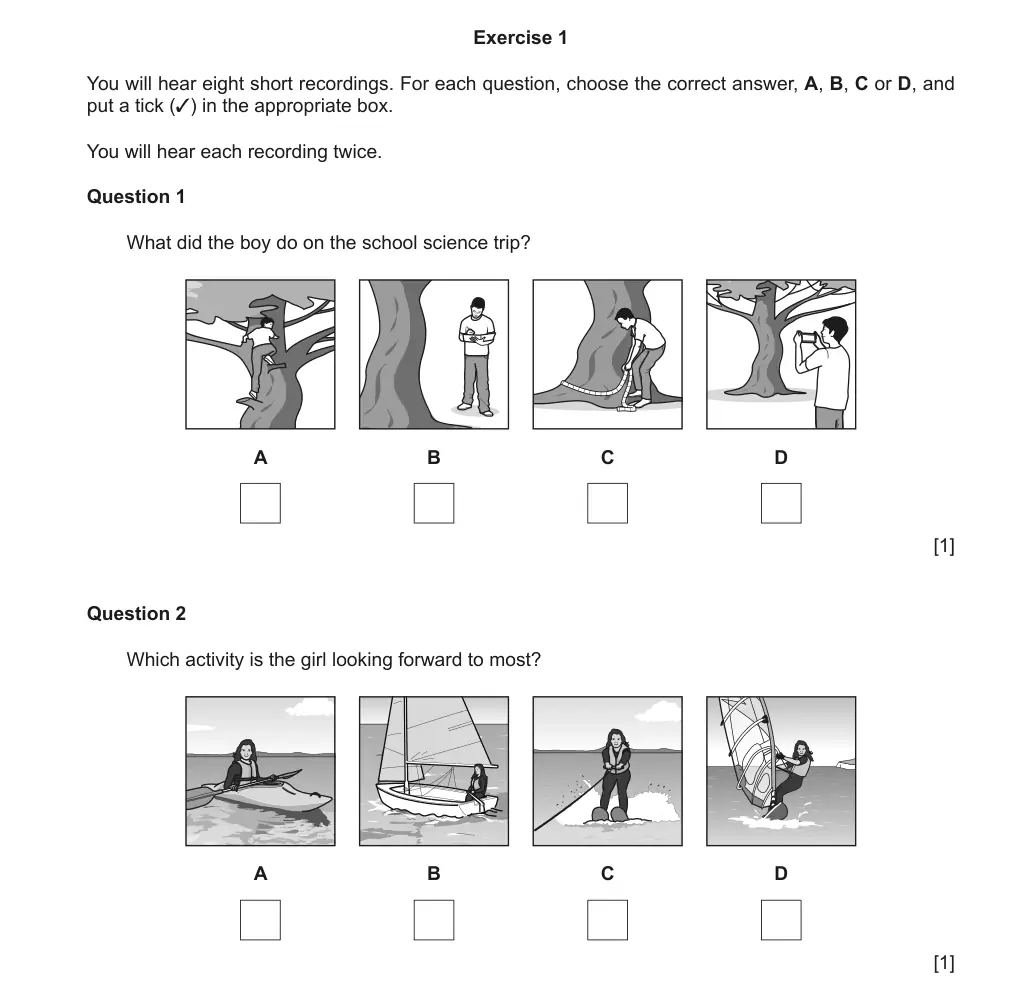 Exercise 1
You will hear eight short recordings. For each question, choose the correct answer, A, B, C or D, and
put a tick (✓) in the appropriate box.
You will hear each recording twice.
Question 1
What did the boy do on the school science trip?
A B C D
[1]
Question 2
Which activity is the girl looking forward to most?
A B C D
[1]